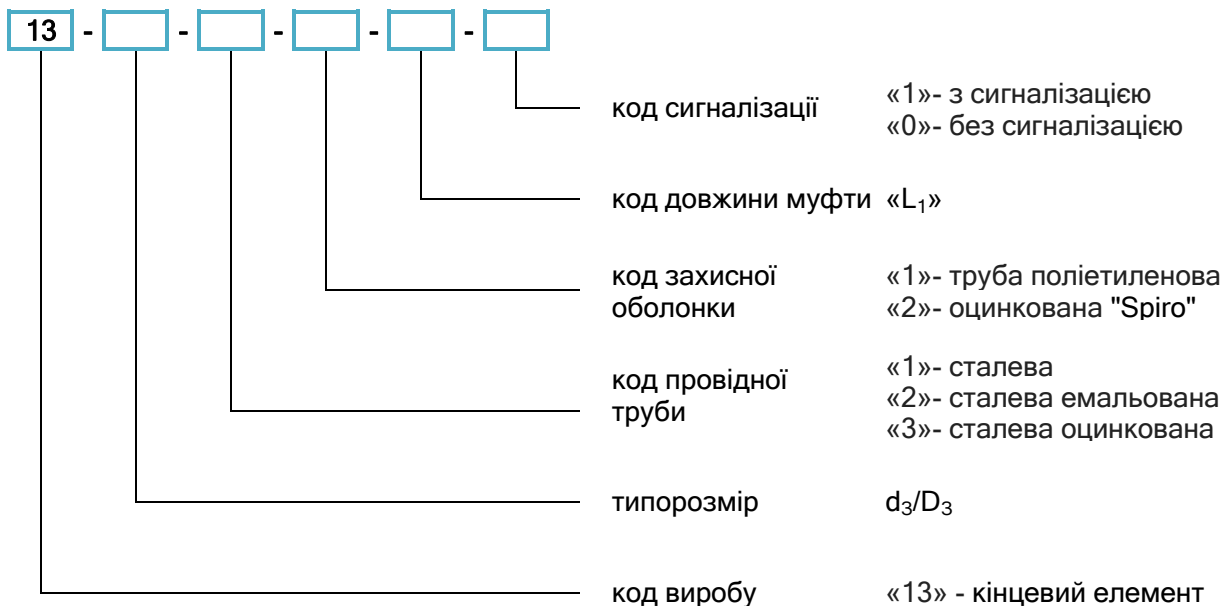 13 - - - - -
код сигналізації «1»- з сигналізацією
«0»- без сигналізацією
код довжини муфти «L₁»
код захисної «1»- труба поліетиленова
оболонки «2»- оцинкована "Spiro"
код провідної «1»- сталева
труби «2»- сталева емальована
«3»- сталева оцинкована
типорозмір d₃/D₃
код виробу «13» - кінцевий елемент